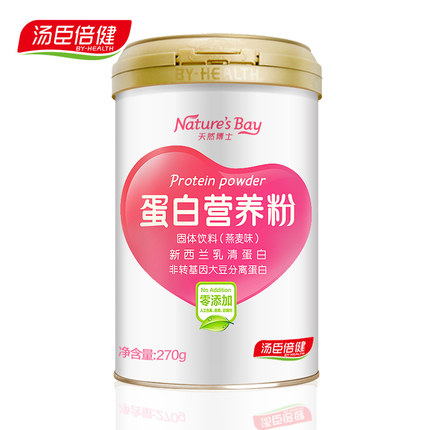 汤臣倍健
BY-HEALTH
BY-HEALTH
Nature's Bay
天然博士
Protein powder
蛋白营养粉
固体饮料(燕麦味)
新西兰乳清蛋白
非转基因大豆分离蛋白
No Addition
零添加
净含量:270g
汤臣倍健
BY-HEALTH